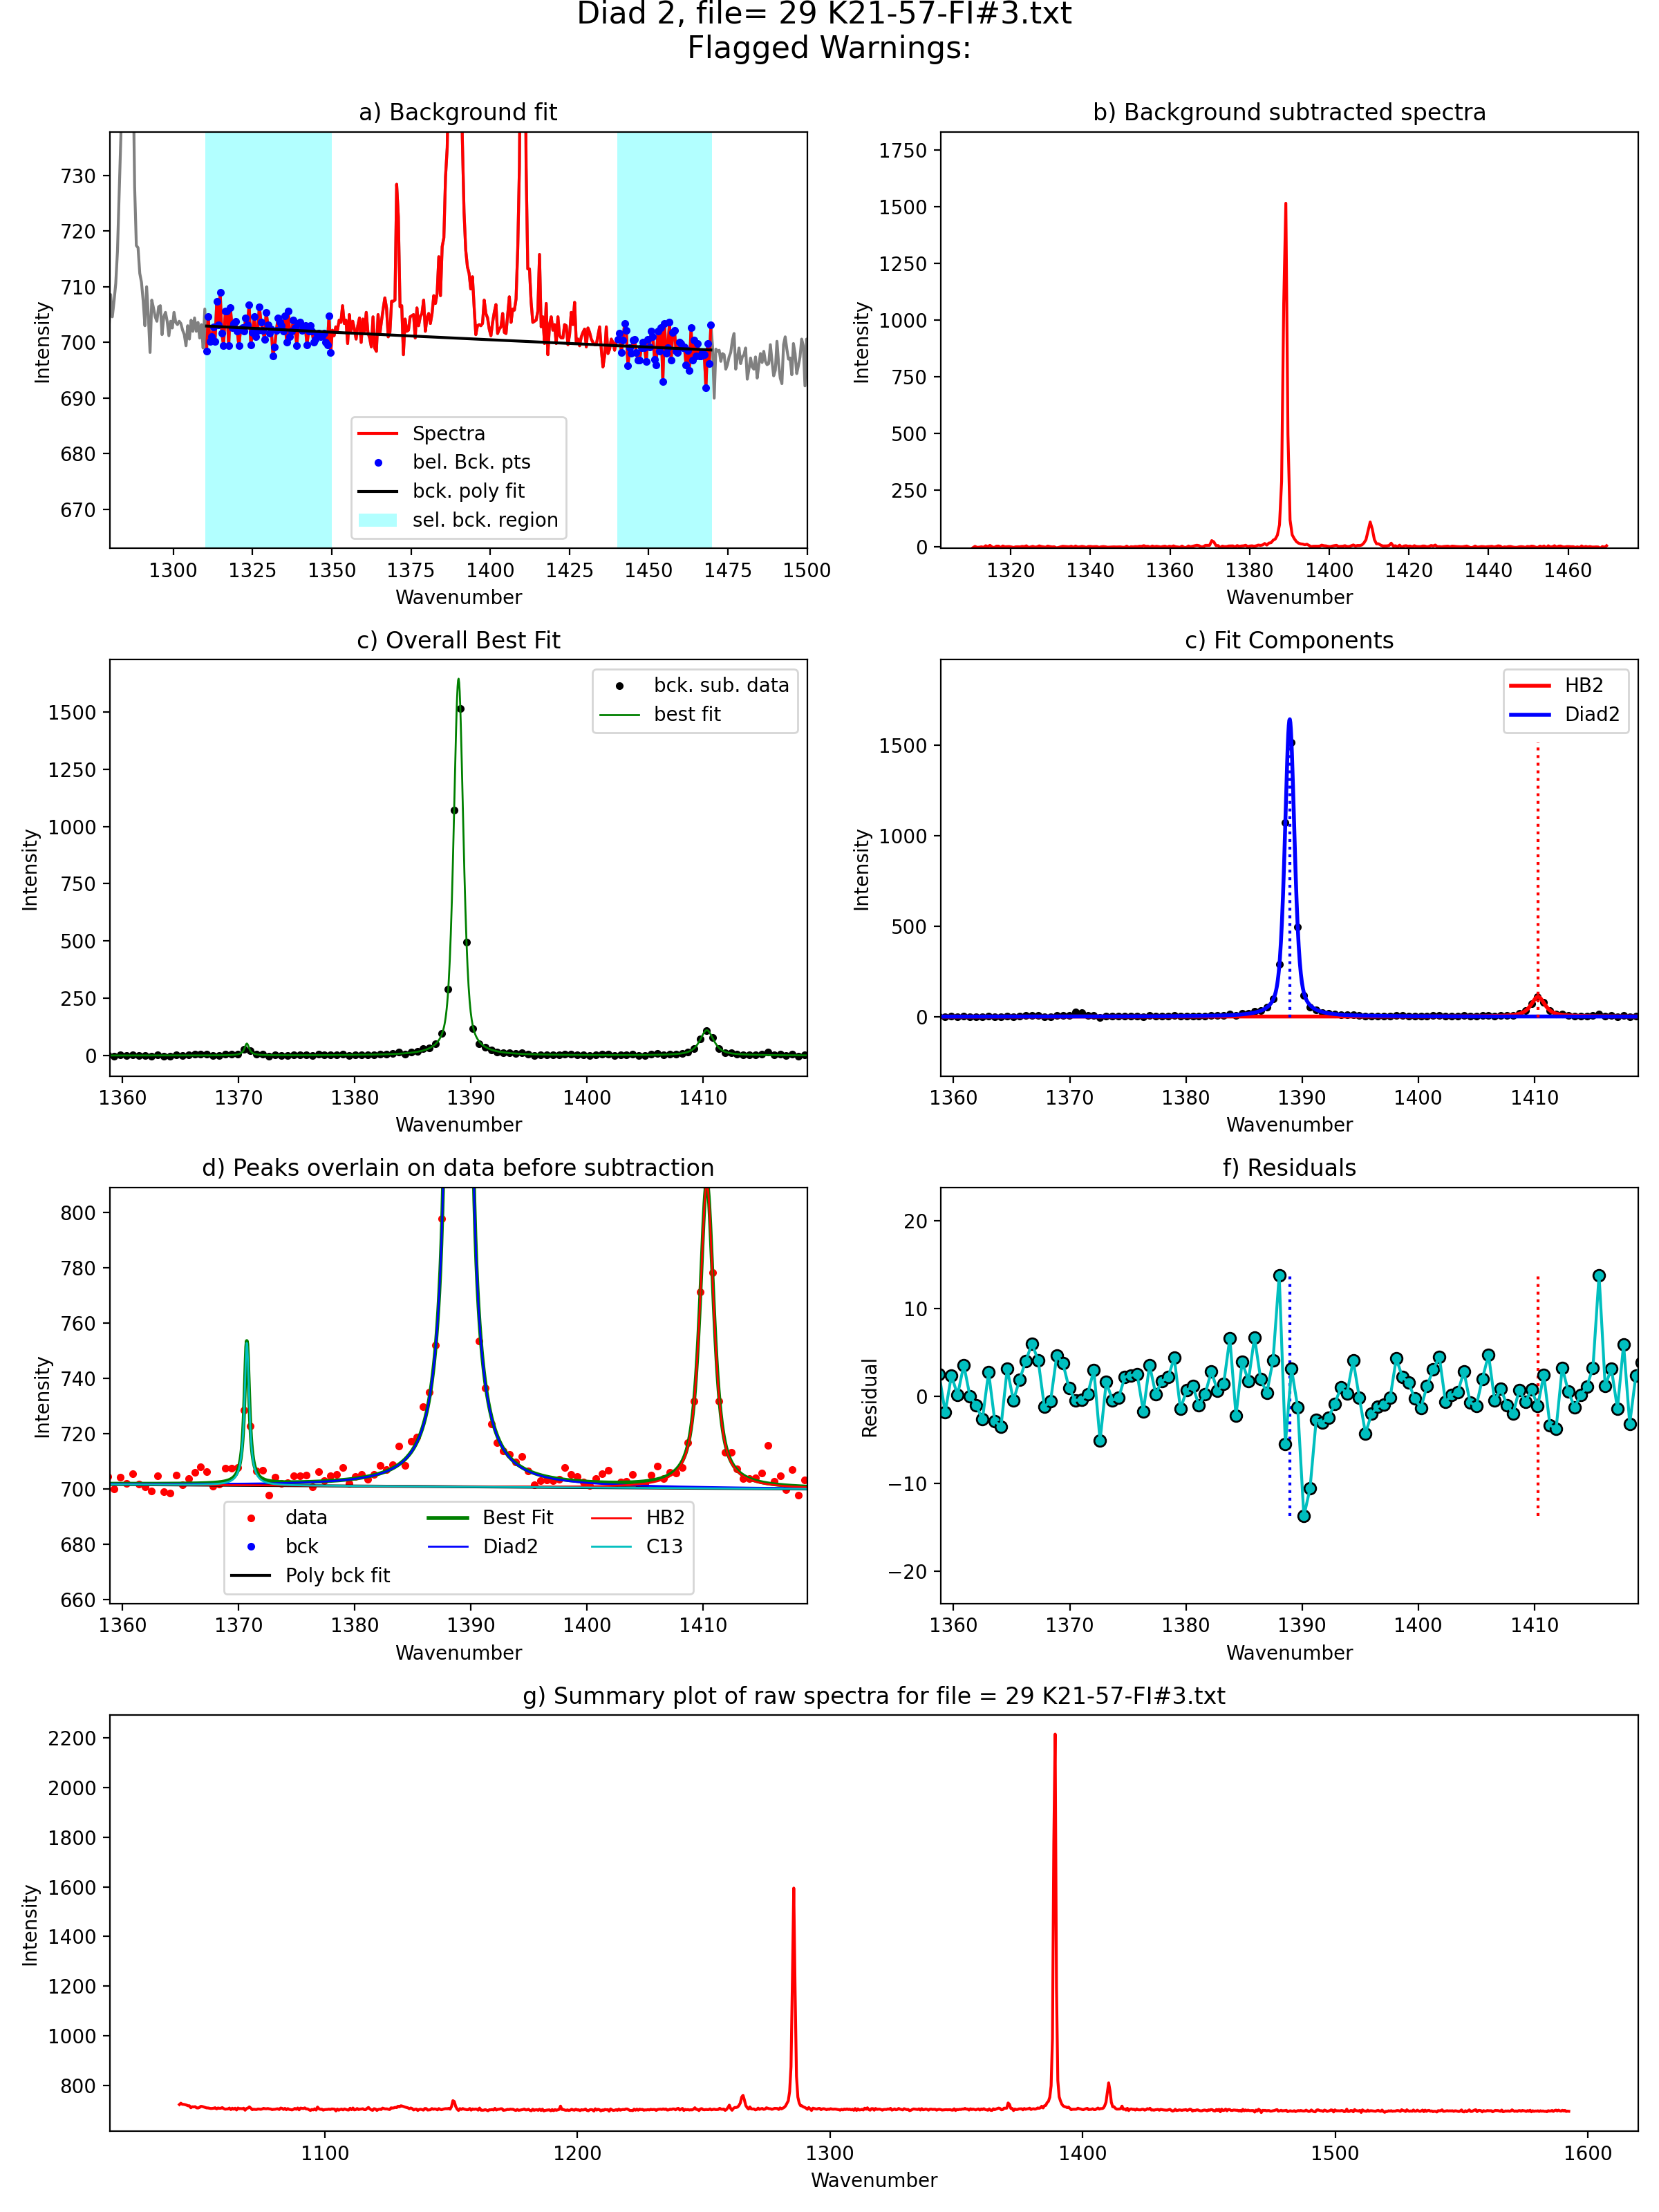 Diad 2, file= 29 K21-57-FI#3.txt
Flagged Warnings:
a) Background fit
730
720
710
700
690
680
670
Intensity
Spectra
bel. Bck. pts
bck. poly fit
sel. bck. region
1300 1325 1350 1375 1400 1425 1450 1475 1500
Wavenumber
b) Background subtracted spectra
1750
1500
1250
1000
750
500
250
0
Intensity
1320 1340 1360 1380 1400 1420 1440 1460
Wavenumber
c) Overall Best Fit
1500
1250
1000
750
500
250
0
Intensity
bck. sub. data
best fit
1360 1370 1380 1390 1400 1410
Wavenumber
c) Fit Components
1500
1000
500
0
Intensity
HB2
Diad2
1360 1370 1380 1390 1400 1410
Wavenumber
d) Peaks overlain on data before subtraction
800
780
760
740
720
700
680
660
Intensity
data Best Fit HB2
bck Diad2 C13
Poly bck fit
1360 1370 1380 1390 1400 1410
Wavenumber
f) Residuals
20
10
0
−10
−20
Residual
1360 1370 1380 1390 1400 1410
Wavenumber
g) Summary plot of raw spectra for file = 29 K21-57-FI#3.txt
2200
2000
1800
1600
1400
1200
1000
800
Intensity
1100 1200 1300 1400 1500 1600
Wavenumber